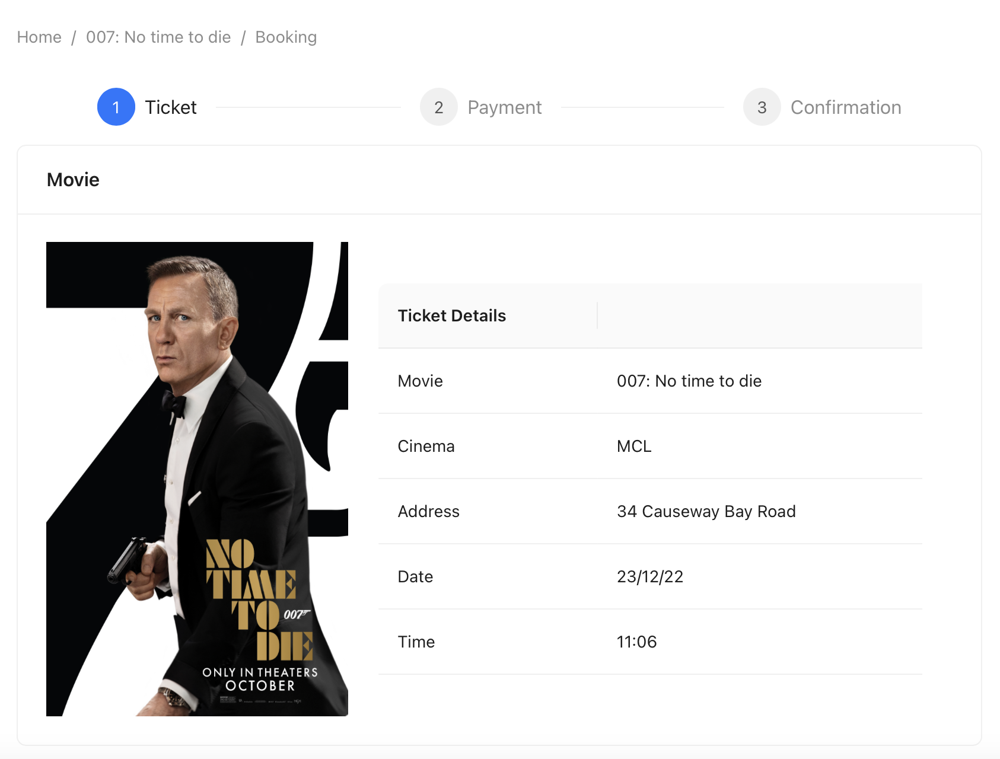 Home / 007: No time to die / Booking
1 Ticket 2 Payment 3 Confirmation
Movie
Ticket Details
Movie 007: No time to die
Cinema MCL
Address 34 Causeway Bay Road
Date 23/12/22
Time 11:06
NO
TIME
TO 007
DIE
ONLY IN THEATERS
OCTOBER